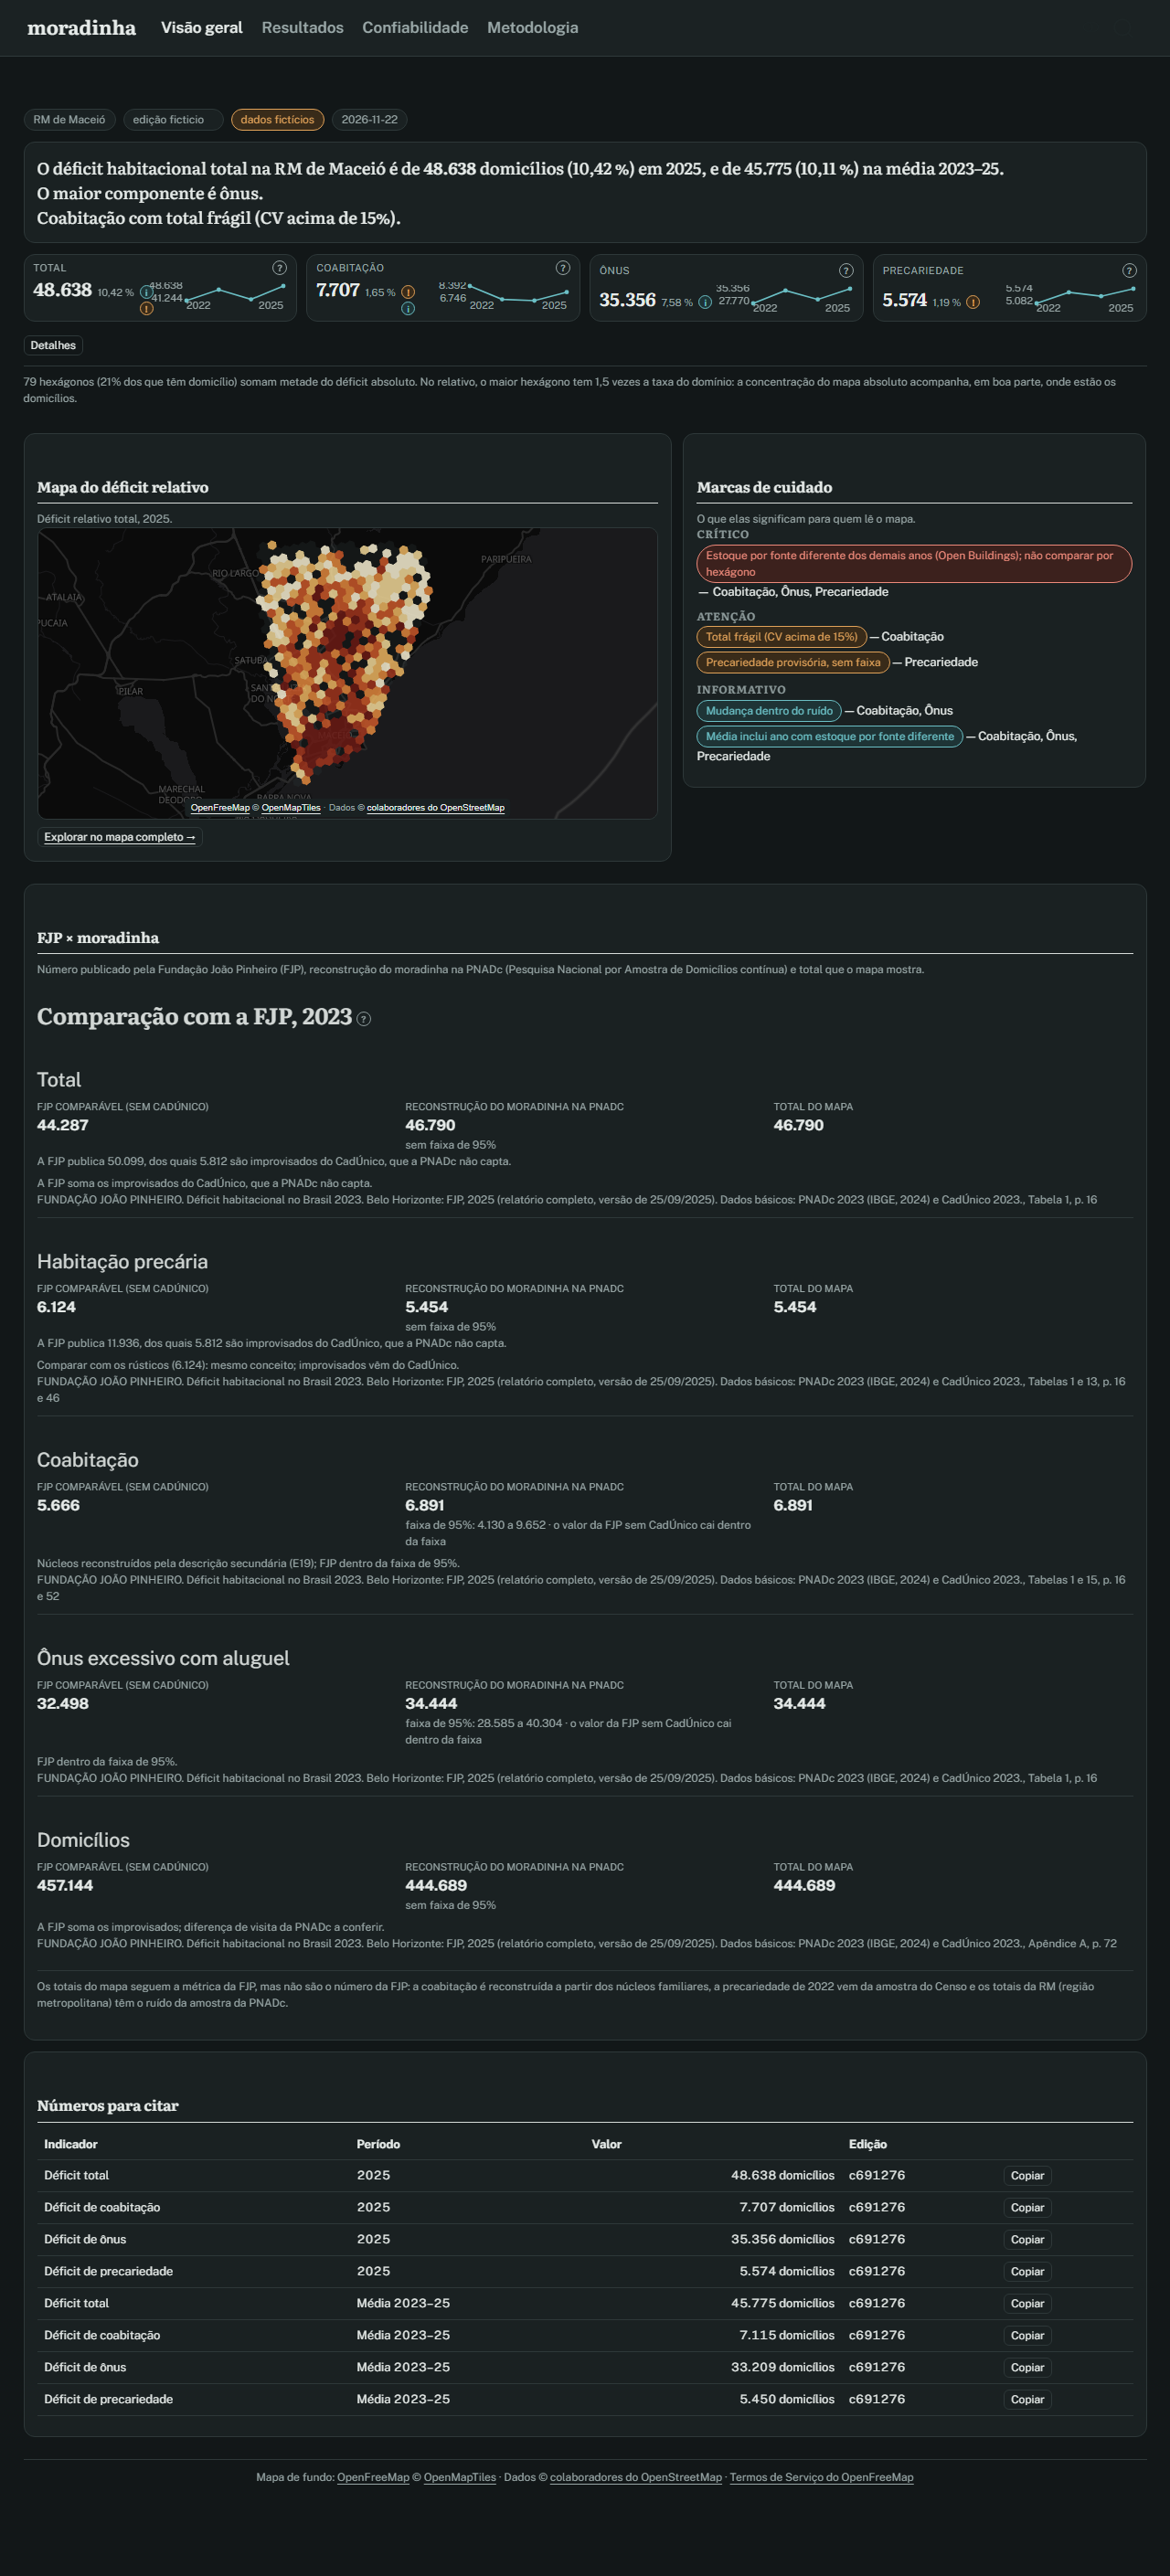 moradinha Visão geral Resultados Confiabilidade Metodologia
RM de Maceió edição ficticio dados fictícios 2026-11-22
O déficit habitacional total na RM de Maceió é de 48.638 domicílios (10,42 %) em 2025, e de 45.775 (10,11 %) na média 2023–25.
O maior componente é ônus.
Coabitação com total frágil (CV acima de 15%).
TOTAL ?
48.638 10,42 % i ! 48.638 41.244 2022 2025
COABITAÇÃO ?
7.707 1,65 % ! i 8.392 6.746 2022 2025
ÔNUS ?
35.356 7,58 % i 35.356 27.770 2022 2025
PRECARIEDADE ?
5.574 1,19 % ! 5.574 5.082 2022 2025
Detalhes
79 hexágonos (21% dos que têm domicílio) somam metade do déficit absoluto. No relativo, o maior hexágono tem 1,5 vezes a taxa do domínio: a concentração do mapa absoluto acompanha, em boa parte, onde estão os
domicílios.
Mapa do déficit relativo
Déficit relativo total, 2025.
PARIPUEIRA
RIO LARGO
ATALAIA
PUCAIA
SATUBA
SAN
DO N
PILAR
MARECHAL
DEODO
BARRA NOVA
OpenFreeMap © OpenMapTiles · Dados © colaboradores do OpenStreetMap
Explorar no mapa completo →
Marcas de cuidado
O que elas significam para quem lê o mapa.
CRÍTICO
Estoque por fonte diferente dos demais anos (Open Buildings); não comparar por
hexágono
— Coabitação, Ônus, Precariedade
ATENÇÃO
Total frágil (CV acima de 15%) — Coabitação
Precariedade provisória, sem faixa — Precariedade
INFORMATIVO
Mudança dentro do ruído — Coabitação, Ônus
Média inclui ano com estoque por fonte diferente — Coabitação, Ônus,
Precariedade
FJP × moradinha
Número publicado pela Fundação João Pinheiro (FJP), reconstrução do moradinha na PNADc (Pesquisa Nacional por Amostra de Domicílios contínua) e total que o mapa mostra.
Comparação com a FJP, 2023 ?
Total
FJP COMPARÁVEL (SEM CADÚNICO) RECONSTRUÇÃO DO MORADINHA NA PNADC TOTAL DO MAPA
44.287 46.790 46.790
sem faixa de 95%
A FJP publica 50.099, dos quais 5.812 são improvisados do CadÚnico, que a PNADc não capta.
A FJP soma os improvisados do CadÚnico, que a PNADc não capta.
FUNDAÇÃO JOÃO PINHEIRO. Déficit habitacional no Brasil 2023. Belo Horizonte: FJP, 2025 (relatório completo, versão de 25/09/2025). Dados básicos: PNADc 2023 (IBGE, 2024) e CadÚnico 2023., Tabela 1, p. 16
Habitação precária
FJP COMPARÁVEL (SEM CADÚNICO) RECONSTRUÇÃO DO MORADINHA NA PNADC TOTAL DO MAPA
6.124 5.454 5.454
sem faixa de 95%
A FJP publica 11.936, dos quais 5.812 são improvisados do CadÚnico, que a PNADc não capta.
Comparar com os rústicos (6.124): mesmo conceito; improvisados vêm do CadÚnico.
FUNDAÇÃO JOÃO PINHEIRO. Déficit habitacional no Brasil 2023. Belo Horizonte: FJP, 2025 (relatório completo, versão de 25/09/2025). Dados básicos: PNADc 2023 (IBGE, 2024) e CadÚnico 2023., Tabelas 1 e 13, p. 16
e 46
Coabitação
FJP COMPARÁVEL (SEM CADÚNICO) RECONSTRUÇÃO DO MORADINHA NA PNADC TOTAL DO MAPA
5.666 6.891 6.891
faixa de 95%: 4.130 a 9.652 · o valor da FJP sem CadÚnico cai dentro
da faixa
Núcleos reconstruídos pela descrição secundária (E19); FJP dentro da faixa de 95%.
FUNDAÇÃO JOÃO PINHEIRO. Déficit habitacional no Brasil 2023. Belo Horizonte: FJP, 2025 (relatório completo, versão de 25/09/2025). Dados básicos: PNADc 2023 (IBGE, 2024) e CadÚnico 2023., Tabelas 1 e 15, p. 16
e 52
Ônus excessivo com aluguel
FJP COMPARÁVEL (SEM CADÚNICO) RECONSTRUÇÃO DO MORADINHA NA PNADC TOTAL DO MAPA
32.498 34.444 34.444
faixa de 95%: 28.585 a 40.304 · o valor da FJP sem CadÚnico cai
dentro da faixa
FJP dentro da faixa de 95%.
FUNDAÇÃO JOÃO PINHEIRO. Déficit habitacional no Brasil 2023. Belo Horizonte: FJP, 2025 (relatório completo, versão de 25/09/2025). Dados básicos: PNADc 2023 (IBGE, 2024) e CadÚnico 2023., Tabela 1, p. 16
Domicílios
FJP COMPARÁVEL (SEM CADÚNICO) RECONSTRUÇÃO DO MORADINHA NA PNADC TOTAL DO MAPA
457.144 444.689 444.689
sem faixa de 95%
A FJP soma os improvisados; diferença de visita da PNADc a conferir.
FUNDAÇÃO JOÃO PINHEIRO. Déficit habitacional no Brasil 2023. Belo Horizonte: FJP, 2025 (relatório completo, versão de 25/09/2025). Dados básicos: PNADc 2023 (IBGE, 2024) e CadÚnico 2023., Apêndice A, p. 72
Os totais do mapa seguem a métrica da FJP, mas não são o número da FJP: a coabitação é reconstruída a partir dos núcleos familiares, a precariedade de 2022 vem da amostra do Censo e os totais da RM (região
metropolitana) têm o ruído da amostra da PNADc.
Números para citar
Indicador Período Valor Edição
Déficit total 2025 48.638 domicílios c691276 Copiar
Déficit de coabitação 2025 7.707 domicílios c691276 Copiar
Déficit de ônus 2025 35.356 domicílios c691276 Copiar
Déficit de precariedade 2025 5.574 domicílios c691276 Copiar
Déficit total Média 2023–25 45.775 domicílios c691276 Copiar
Déficit de coabitação Média 2023–25 7.115 domicílios c691276 Copiar
Déficit de ônus Média 2023–25 33.209 domicílios c691276 Copiar
Déficit de precariedade Média 2023–25 5.450 domicílios c691276 Copiar
Mapa de fundo: OpenFreeMap © OpenMapTiles · Dados © colaboradores do OpenStreetMap · Termos de Serviço do OpenFreeMap